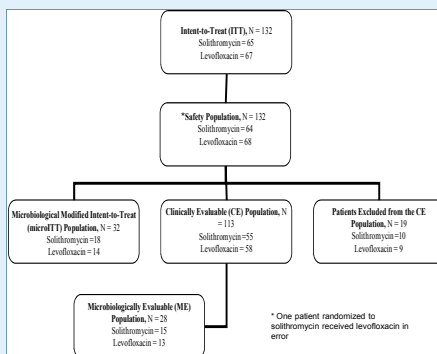 Intent-to-Treat (ITT), N = 132
Solithromycin = 65
Levofloxacin = 67
*Safety Population, N = 132
Solithromycin = 64
Levofloxacin = 68
Microbiological Modified Intent-to-Treat
(microITT) Population, N = 32
Solithromycin =18
Levofloxacin = 14
Clinically Evaluable (CE) Population, N
= 113
Solithromycin =55
Levofloxacin = 58
Patients Excluded from the CE
Population, N = 19
Solithromycin =10
Levofloxacin = 9
Microbiologically Evaluable (ME)
Population, N = 28
Solithromycin = 15
Levofloxacin = 13
* One patient randomized to
solithromycin received levofloxacin in
error